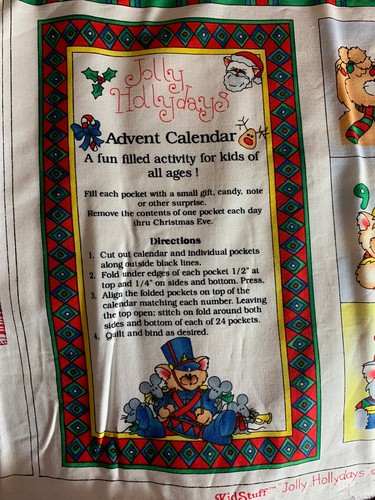 Jolly
Hollydays
Advent Calendar
A fun filled activity for kids of
all ages !
Fill each pocket with a small gift, candy, note
or other surprise.
Remove the contents of one pocket each day
thru Christmas Eve.
Directions
1. Cut out calendar and individual pockets
along outside black lines.
2. Fold under edges of each pocket 1/2" at
top and 1/4" on sides and bottom. Press.
3. Align the folded pockets on top of the
calendar matching each number. Leaving
the top open; stitch on fold around both
sides and bottom of each of 24 pockets.
4. Quilt and bind as desired.
9
KidStuff™ "Jolly Hollydays